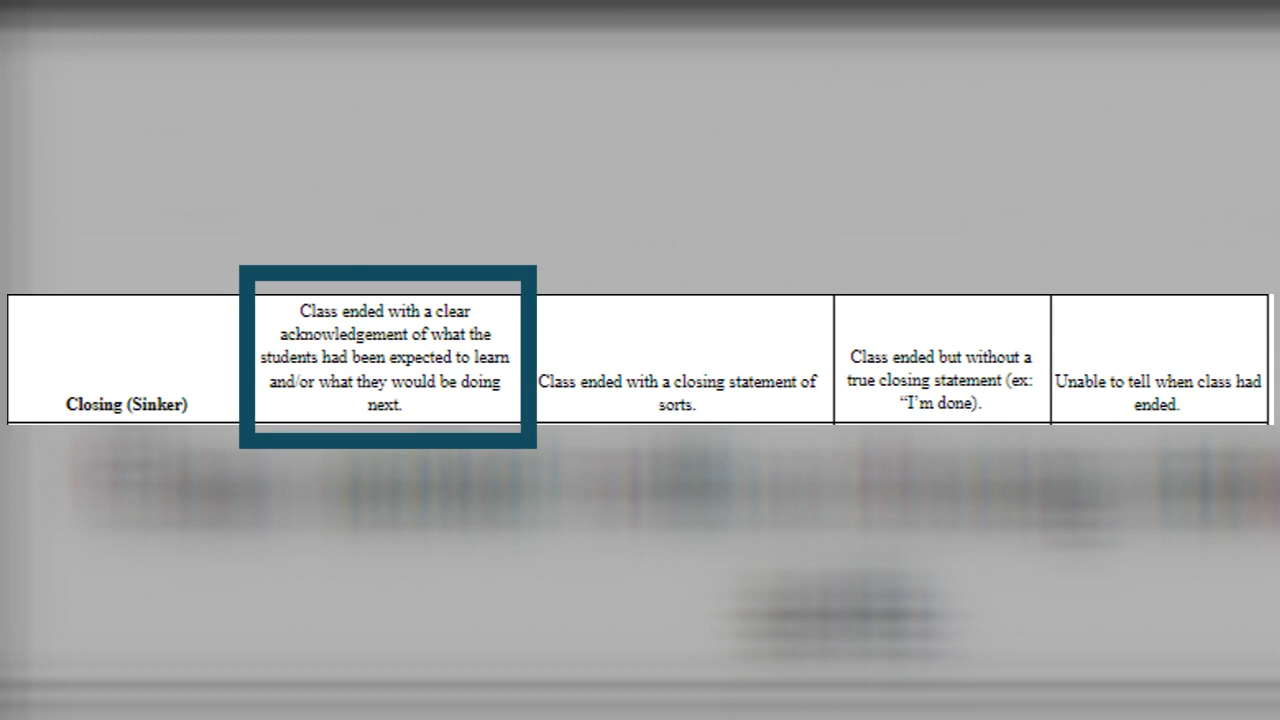 Closing (Sinker)
Class ended with a clear
acknowledgement of what the
students had been expected to learn
and/or what they would be doing
next.
Class ended with a closing statement of
sorts.
Class ended but without a
true closing statement (ex:
“I’m done).
Unable to tell when class had
ended.